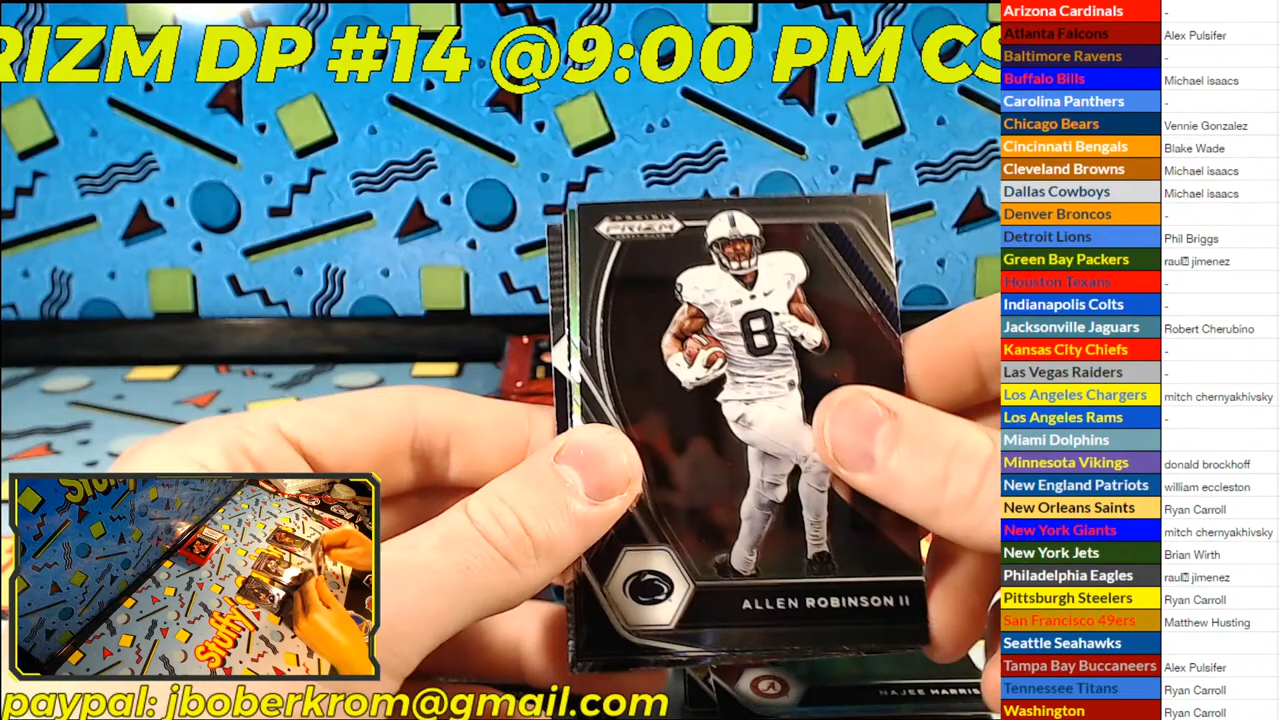 RIZM DP #14 @9:00 PM CS
PANINI
PRIZM
8
ALLEN ROBINSON II
NAJEE HARRIS
Stuffy
paypal: jboberkrom@gmail.com
Arizona Cardinals -
Atlanta Falcons Alex Pulsifer
Baltimore Ravens -
Buffalo Bills Michael isaacs
Carolina Panthers -
Chicago Bears Vennie Gonzalez
Cincinnati Bengals Blake Wade
Cleveland Browns Michael isaacs
Dallas Cowboys Michael isaacs
Denver Broncos -
Detroit Lions Phil Briggs
Green Bay Packers raul jimenez
Houston Texans -
Indianapolis Colts -
Jacksonville Jaguars Robert Cherubino
Kansas City Chiefs -
Las Vegas Raiders -
Los Angeles Chargers mitch chernyakhivsky
Los Angeles Rams -
Miami Dolphins
Minnesota Vikings donald brockhoff
New England Patriots william eccleston
New Orleans Saints Ryan Carroll
New York Giants mitch chernyakhivsky
New York Jets Brian Wirth
Philadelphia Eagles raul jimenez
Pittsburgh Steelers Ryan Carroll
San Francisco 49ers Matthew Husting
Seattle Seahawks
Tampa Bay Buccaneers Alex Pulsifer
Tennessee Titans Ryan Carroll
Washington Ryan Carroll